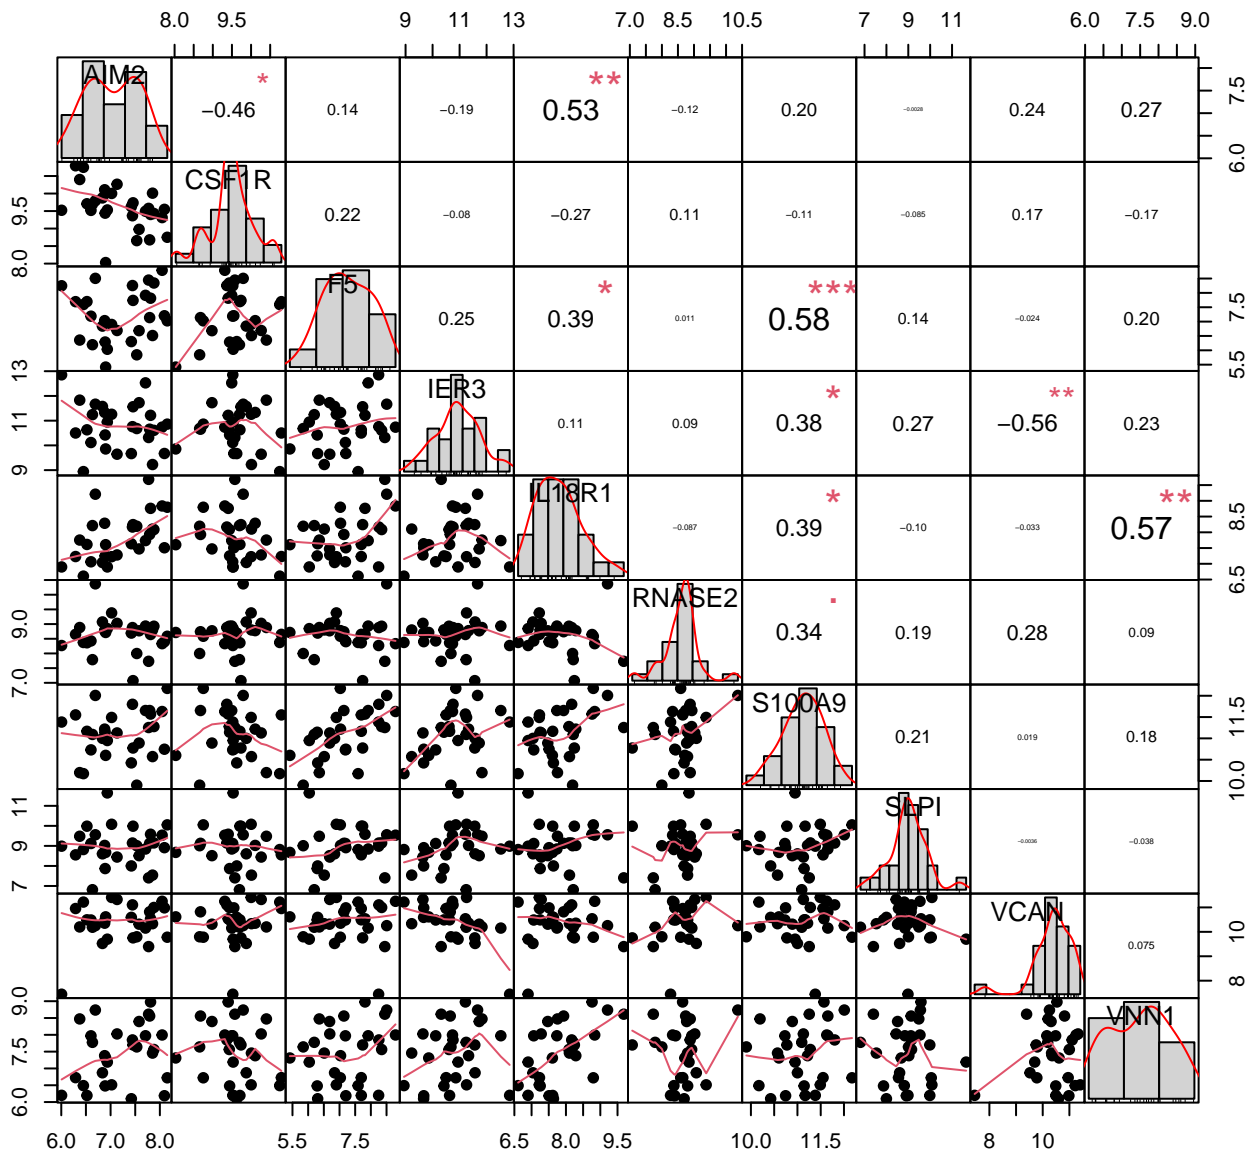 8.0 9.5 9 11 13 7.0 8.5 10.5 7 9 11 6.0 7.5 9.0
AIM2 −0.46 * 0.14 −0.19 0.53 ** −0.12 0.20 −0.0028 0.24 0.27 6.0 7.5
8.0 9.5 CSF1R 0.22 −0.08 −0.27 0.11 −0.11 −0.085 0.17 −0.17
F5 0.25 0.39 * 0.011 0.58 *** 0.14 −0.024 0.20 5.5 7.5
9 11 13 IER3 0.11 0.09 0.38 * 0.27 −0.56 ** 0.23
IL18R1 −0.087 0.39 * −0.10 −0.033 0.57 ** 6.5 8.5
7.0 9.0 RNASE2 0.34 . 0.19 0.28 0.09
S100A9 0.21 0.019 0.18 10.0 11.5
7 9 11 SLPI −0.0036 −0.038
VCAN 0.075 8 10
6.0 7.5 9.0 VNN1
6.0 7.0 8.0 5.5 7.5 6.5 8.0 9.5 10.0 11.5 8 10